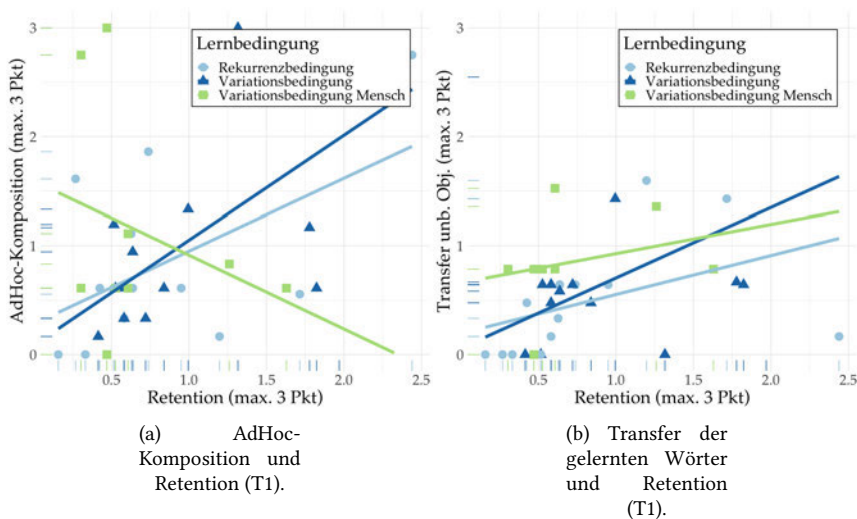 AdHoc-Komposition (max. 3 Pkt)
3
2
1
0
Lernbedingung
Rekurrenzbedingung
Variationsbedingung
Variationsbedingung Mensch
0.5
1.0
1.5
2.0
2.5
Retention (max. 3 Pkt)
(a) AdHoc-
Komposition und
Retention (T1).
Transfer unb. Obj. (max. 3 Pkt)
3
2
1
0
Lernbedingung
Rekurrenzbedingung
Variationsbedingung
Variationsbedingung Mensch
0.5
1.0
1.5
2.0
2.5
Retention (max. 3 Pkt)
(b) Transfer der
gelernten Wörter
und Retention
(T1).